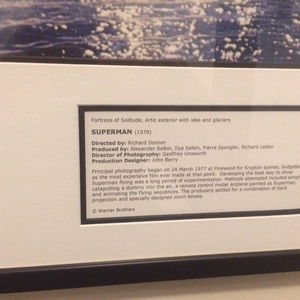 Fortress of Solitude, Artic exterior with lake and glaciers
SUPERMAN (1978)
Directed by: Richard Donner
Produced by: Alexander Salkin, Ilya Salkin, Pierre Spengler, Richard Lester
Director of Photography: Geoffrey Unsworth
Production Designer: John Barry
Principal photography began on 24 March 1977 at Pinewood for Krypton scenes, budgeted
as the most expensive film ever made at that point. Developing the best way to show
Superman flying was a long period of experimentation. Methods attempted included simply
catapulting a dummy into the air, a remote control model airplane painted as Superman,
and animating the flying sequences. The producers settled for a combination of back
projection and specially designed zoom lenses.
© Warner Brothers